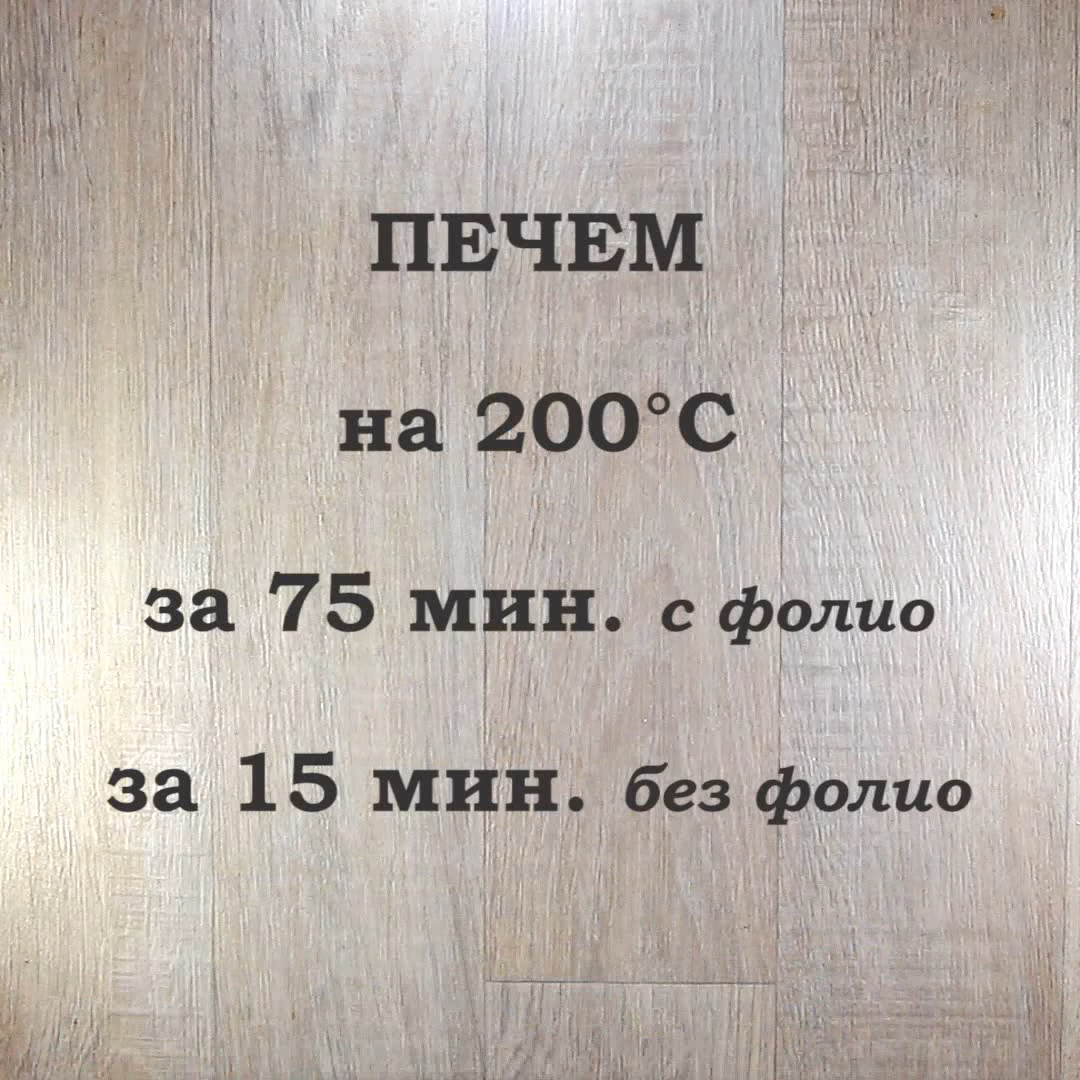 ПЕЧЕМ
на 200°C
за 75 мин. с фолио
за 15 мин. без фолио